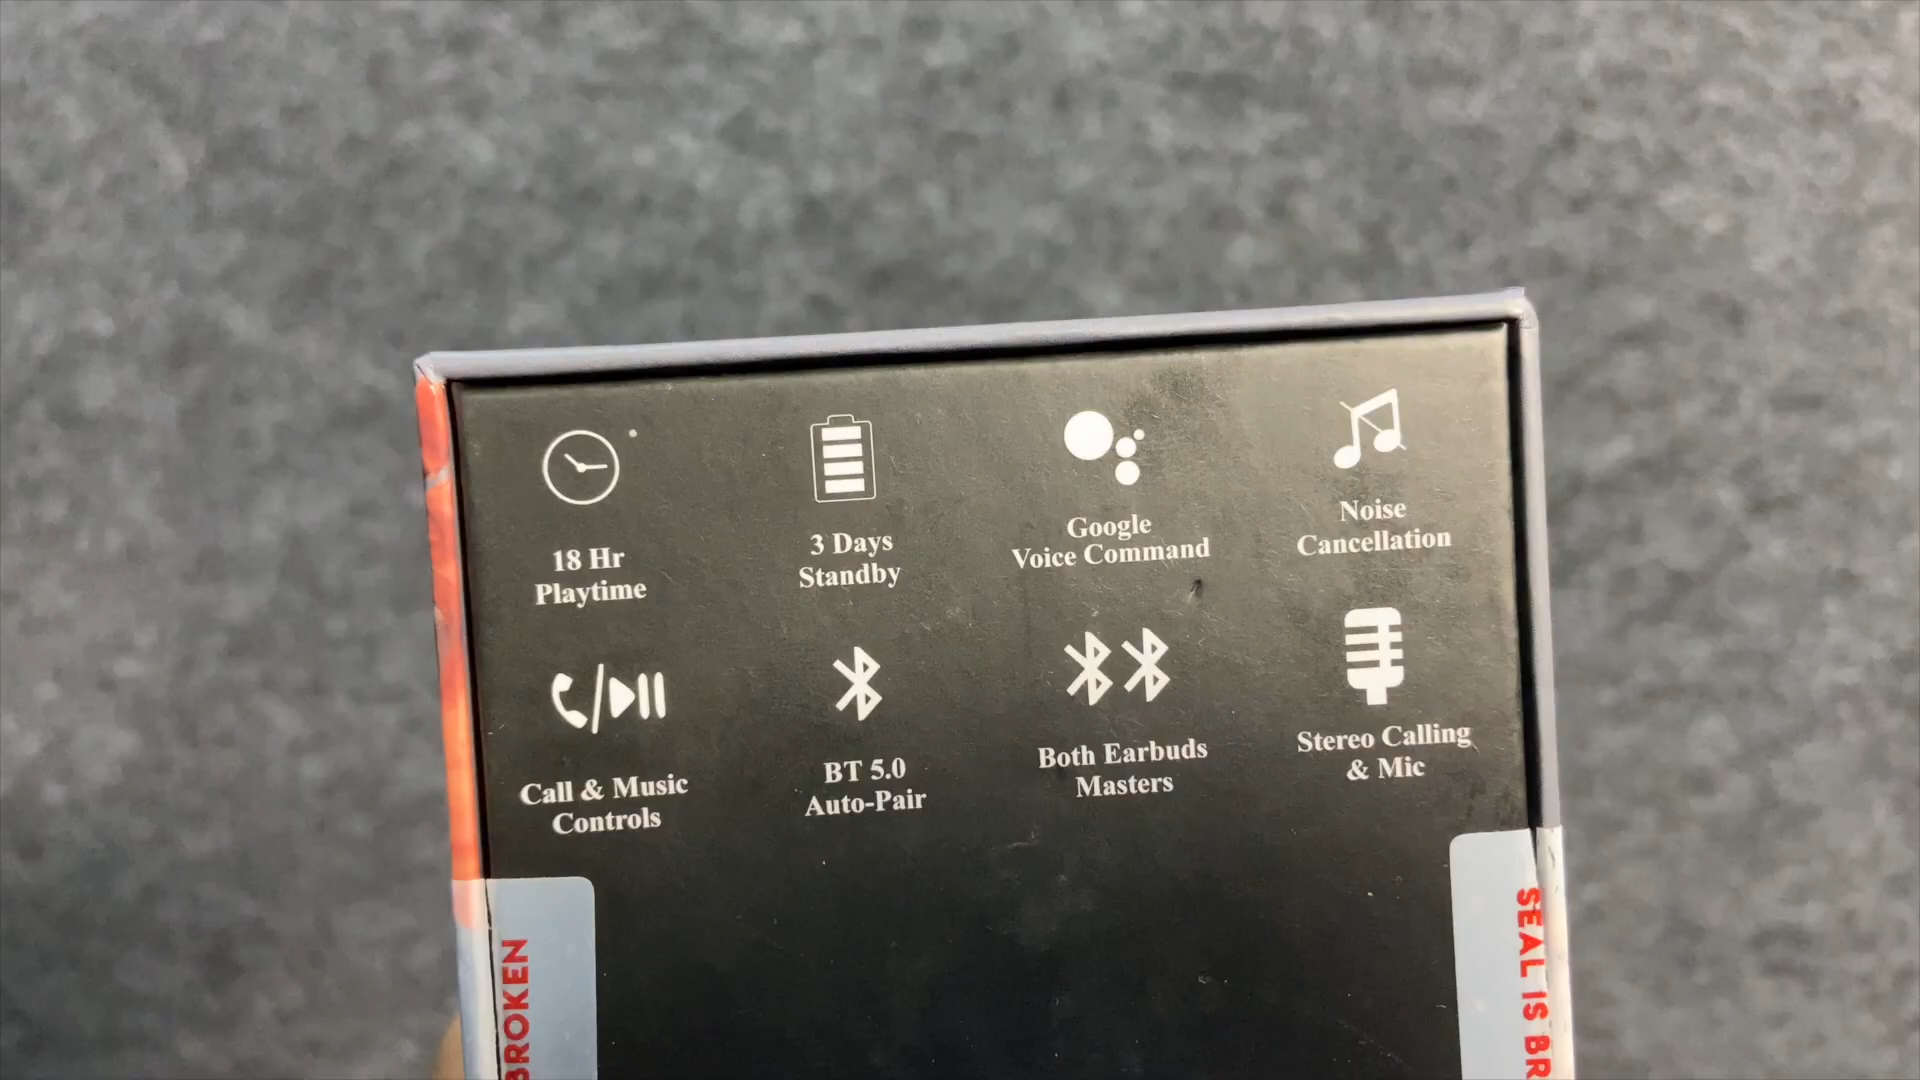 18 Hr
Playtime
3 Days
Standby
Google
Voice Command
Noise
Cancellation
Call & Music
Controls
BT 5.0
Auto-Pair
Both Earbuds
Masters
Stereo Calling
& Mic
BROKEN
SEAL IS BR